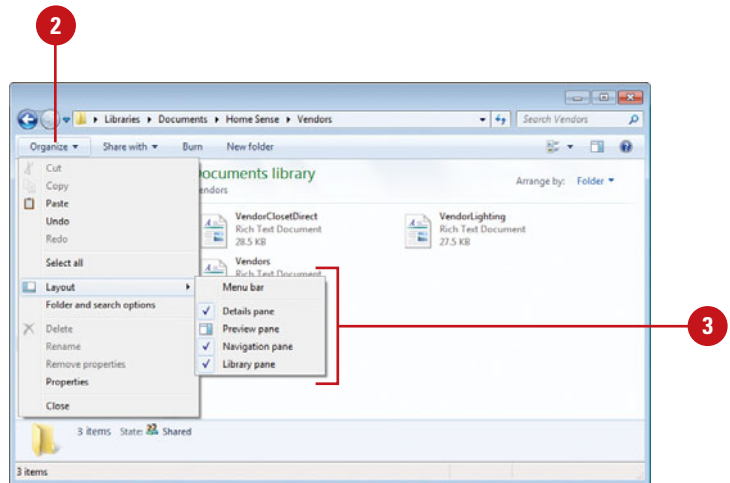 2
Libraries Documents Home Sense Vendors
Search Vendors
Organize Share with Burn New folder
Cut
Copy
Paste
Undo
Redo
Select all
Layout
Folder and search options
Delete
Rename
Remove properties
Properties
Close
ocuments library
endors
Arrange by: Folder
VendorClosetDirect
Rich Text Document
28.5 KB
VendorLighting
Rich Text Document
27.5 KB
Vendors
Rich Text Document
Menu bar
Details pane
Preview pane
Navigation pane
Library pane
3
3 items State: Shared
3 items